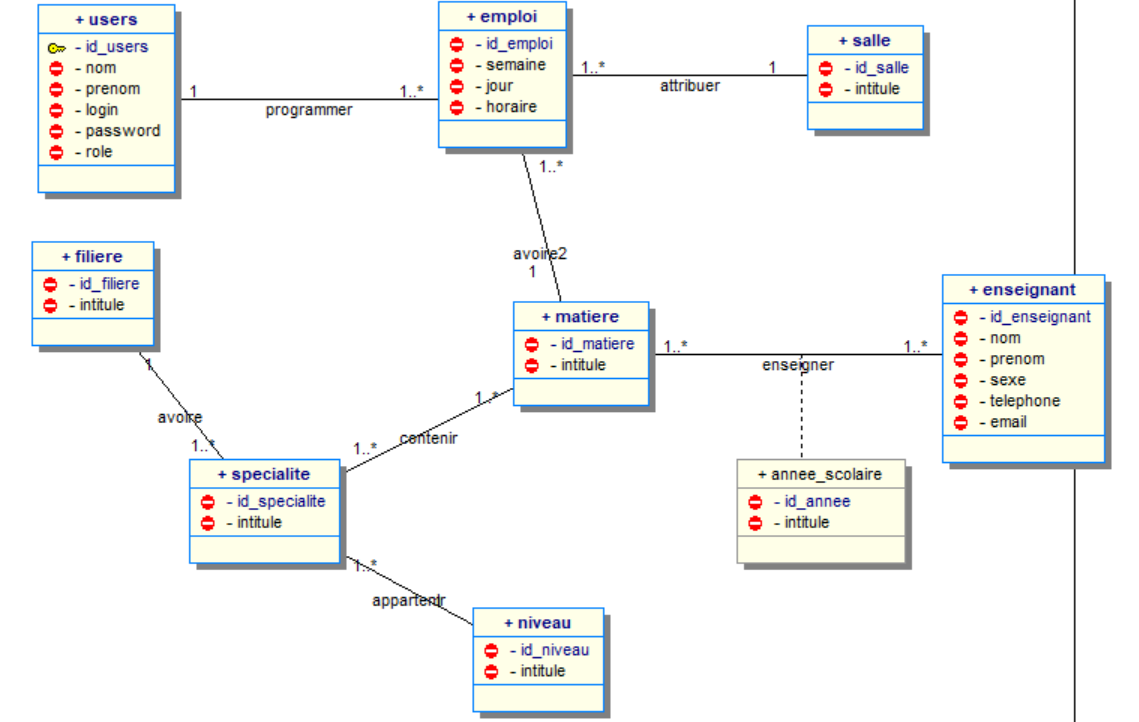 + users
- id_users
- nom
- prenom
- login
- password
- role
1
programmer
1..*
+ emploi
- id_emploi
- semaine
- jour
- horaire
1..*
attribuer
1
+ salle
- id_salle
- intitule
1..*
avoire2
1
+ filiere
- id_filiere
- intitule
1
avoire
1..*
+ matiere
- id_matiere
- intitule
1..*
enseigner
1..*
+ enseignant
- id_enseignant
- nom
- prenom
- sexe
- telephone
- email
1..*
contenir
1..*
+ specialite
- id_specialite
- intitule
+ annee_scolaire
- id_annee
- intitule
1..*
appartenir
+ niveau
- id_niveau
- intitule